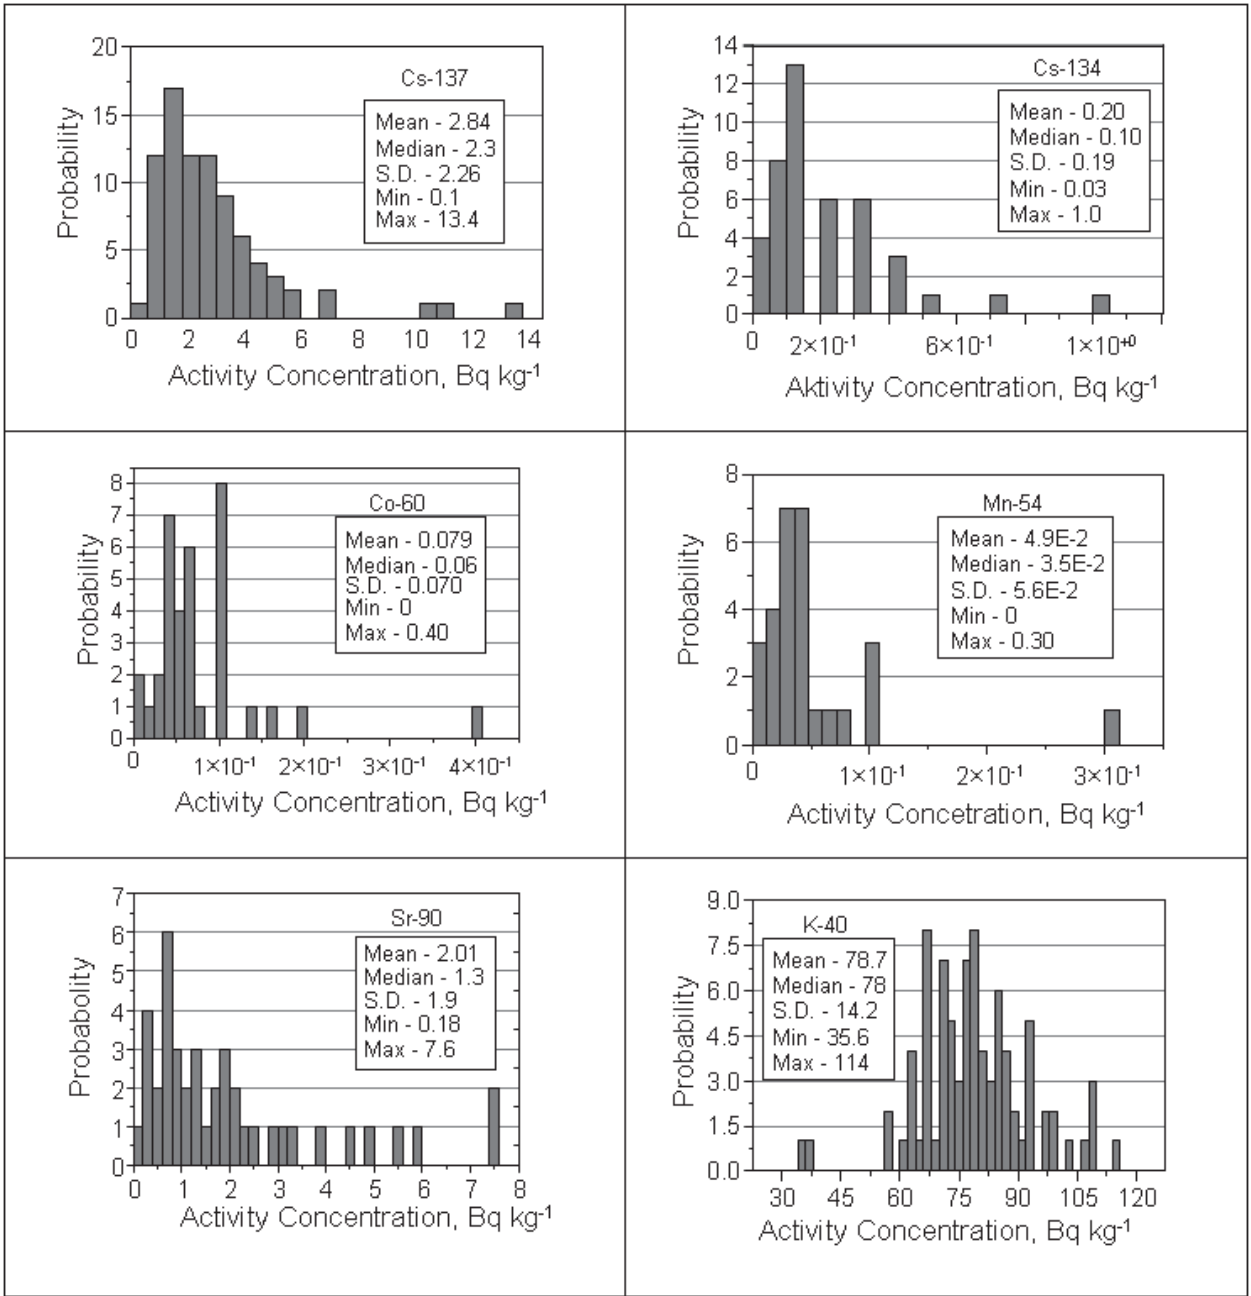 Cs-137
Mean - 2.84
Median - 2.3
S.D. - 2.26
Min - 0.1
Max - 13.4
Probability
20
15
10
5
0
0 2 4 6 8 10 12 14
Activity Concentration, Bq kg⁻¹
Cs-134
Mean - 0.20
Median - 0.10
S.D. - 0.19
Min - 0.03
Max - 1.0
Probability
14
12
10
8
6
4
2
0
0 2×10⁻¹ 6×10⁻¹ 1×10⁺⁰
Aktivity Concentration, Bq kg⁻¹
Co-60
Mean - 0.079
Median - 0.06
S.D. - 0.070
Min - 0
Max - 0.40
Probability
8
7
6
5
4
3
2
1
0
0 1×10⁻¹ 2×10⁻¹ 3×10⁻¹ 4×10⁻¹
Activity Concentration, Bq kg⁻¹
Mn-54
Mean - 4.9E-2
Median - 3.5E-2
S.D. - 5.6E-2
Min - 0
Max - 0.30
Probability
8
6
4
2
0
0 1×10⁻¹ 2×10⁻¹ 3×10⁻¹
Activity Concetration, Bq kg⁻¹
Sr-90
Mean - 2.01
Median - 1.3
S.D. - 1.9
Min - 0.18
Max - 7.6
Probabolity
7
6
5
4
3
2
1
0
0 1 2 3 4 5 6 7 8
Activity Concentration, Bq kg⁻¹
K-40
Mean - 78.7
Median - 78
S.D. - 14.2
Min - 35.6
Max - 114
Probability
9.0
7.5
6.0
4.5
3.0
1.5
0.0
30 45 60 75 90 105 120
Activity Concentration, Bq kg⁻¹